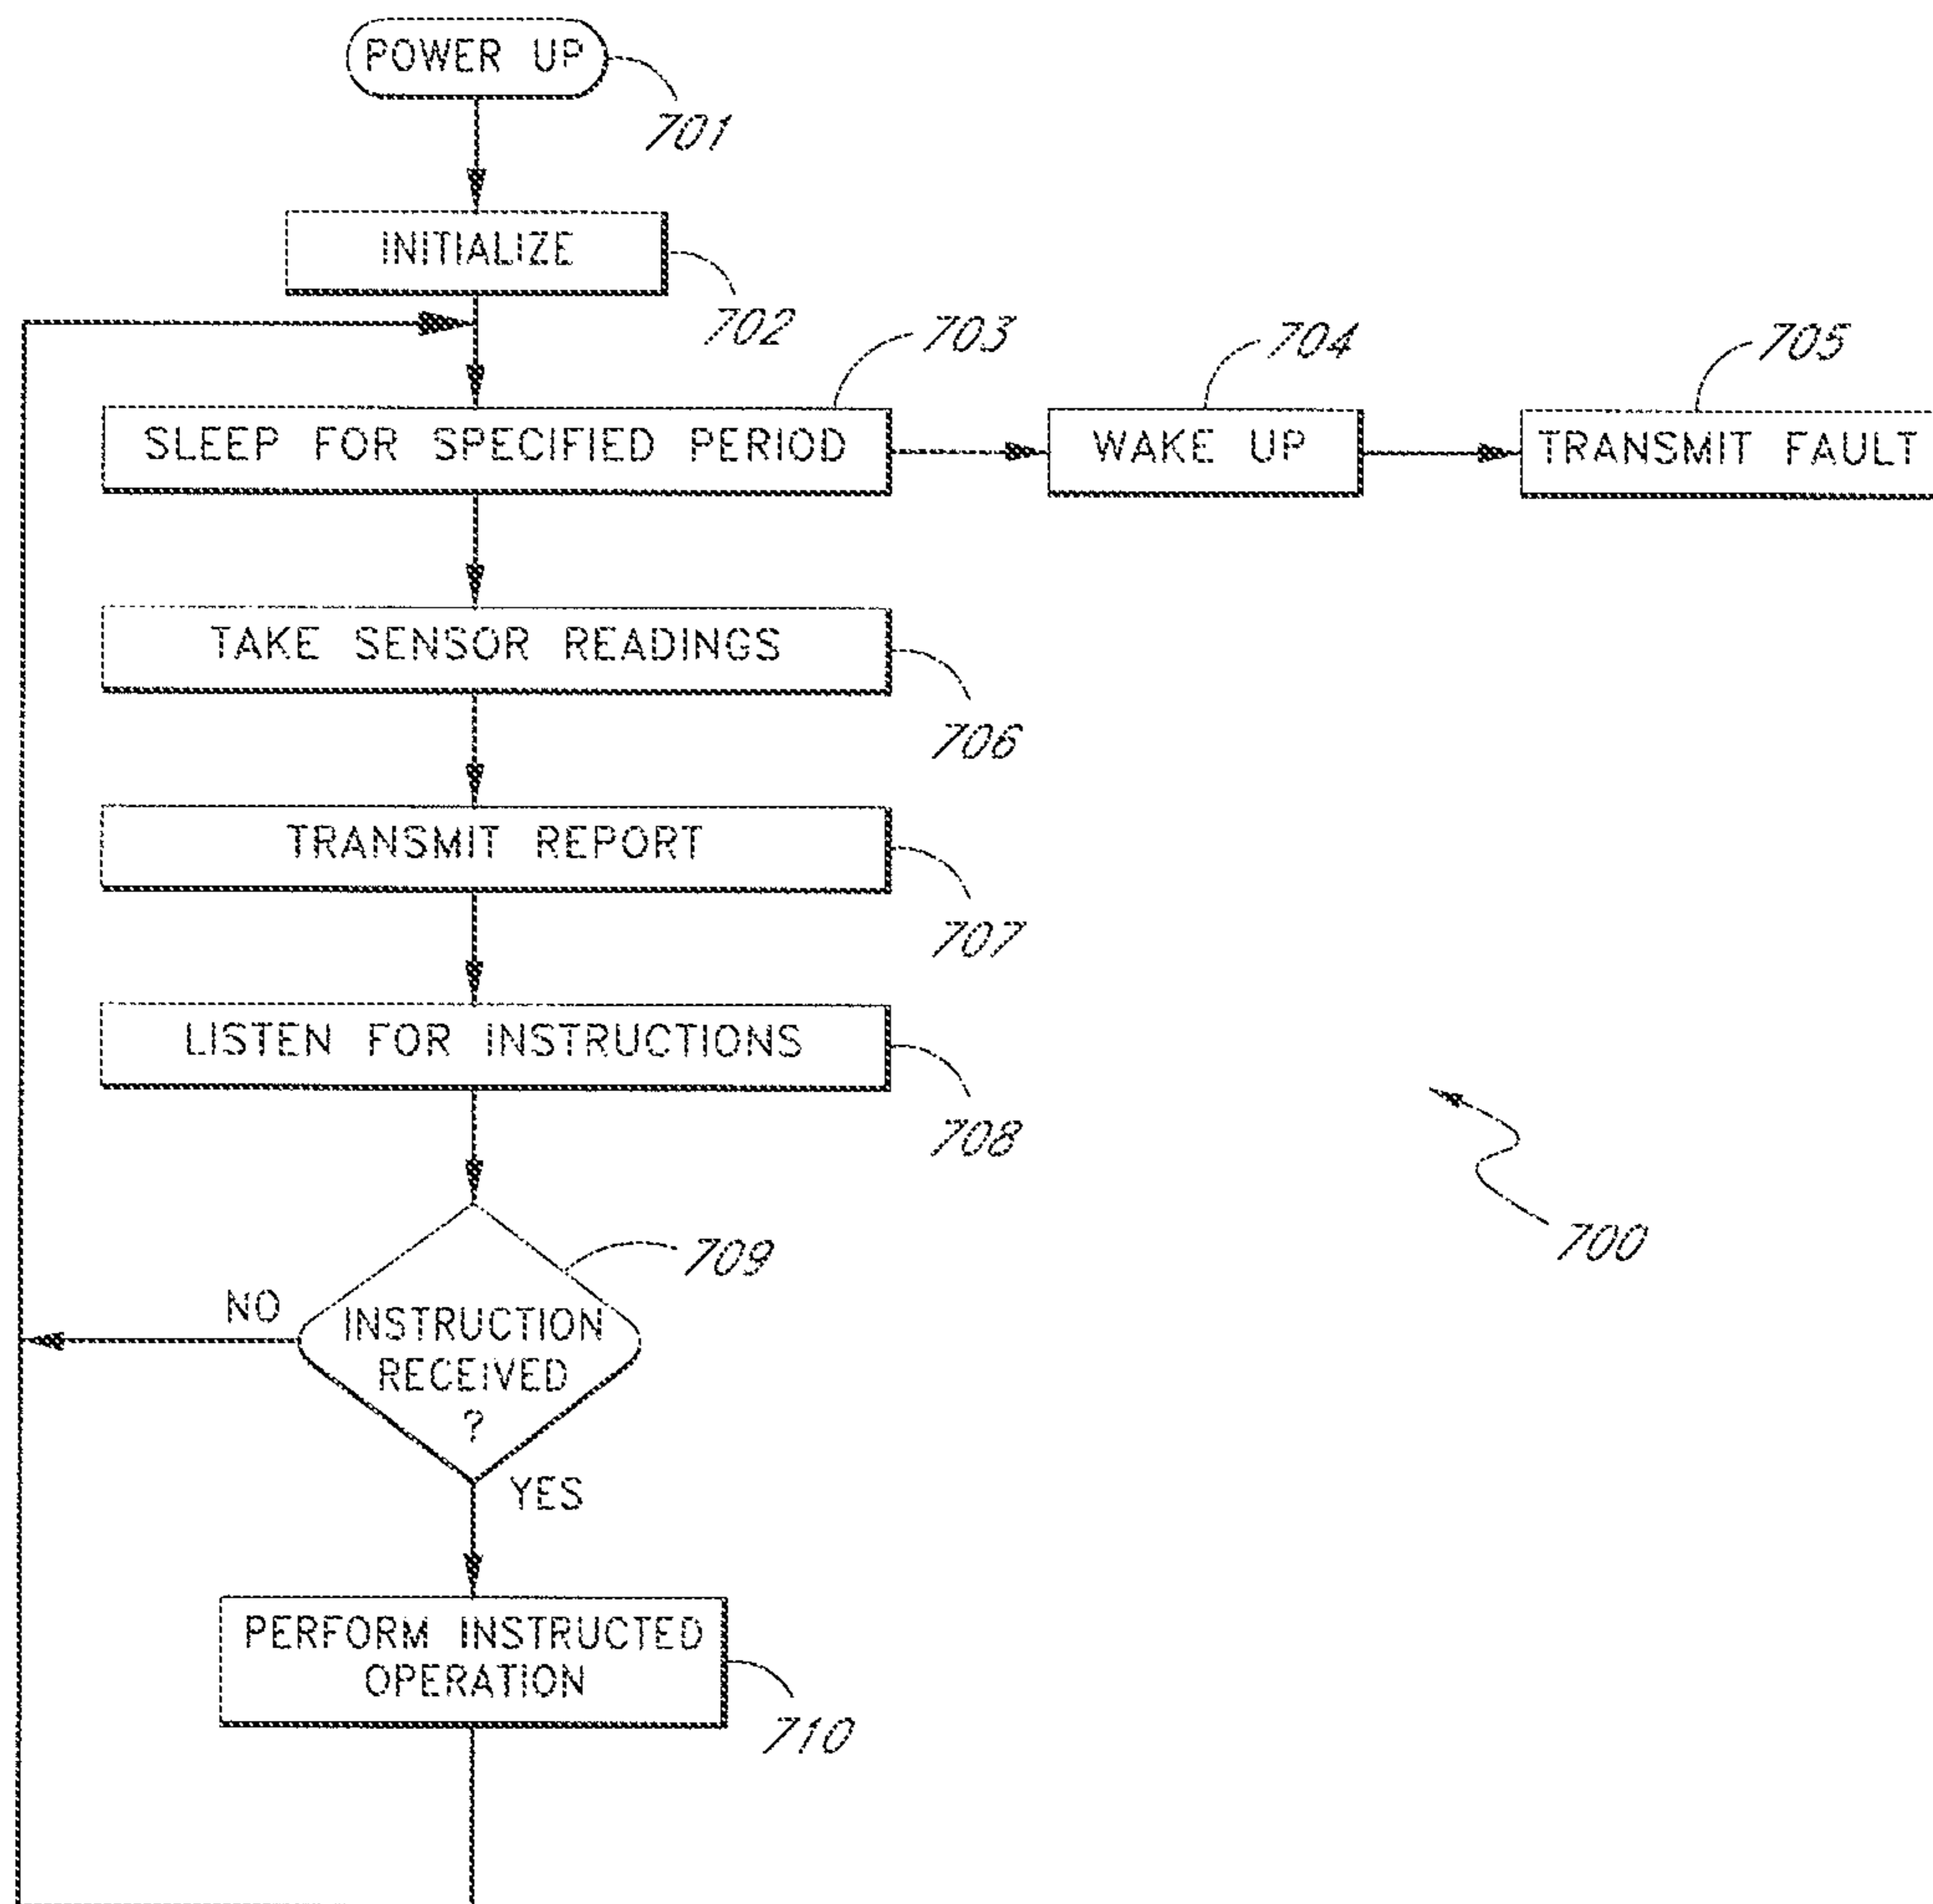 POWER UP
701
INITIALIZE
702
703
704
705
SLEEP FOR SPECIFIED PERIOD
WAKE UP
TRANSMIT FAULT
TAKE SENSOR READINGS
706
TRANSMIT REPORT
707
LISTEN FOR INSTRUCTIONS
708
709
700
NO
INSTRUCTION
RECEIVED
?
YES
PERFORM INSTRUCTED
OPERATION
710